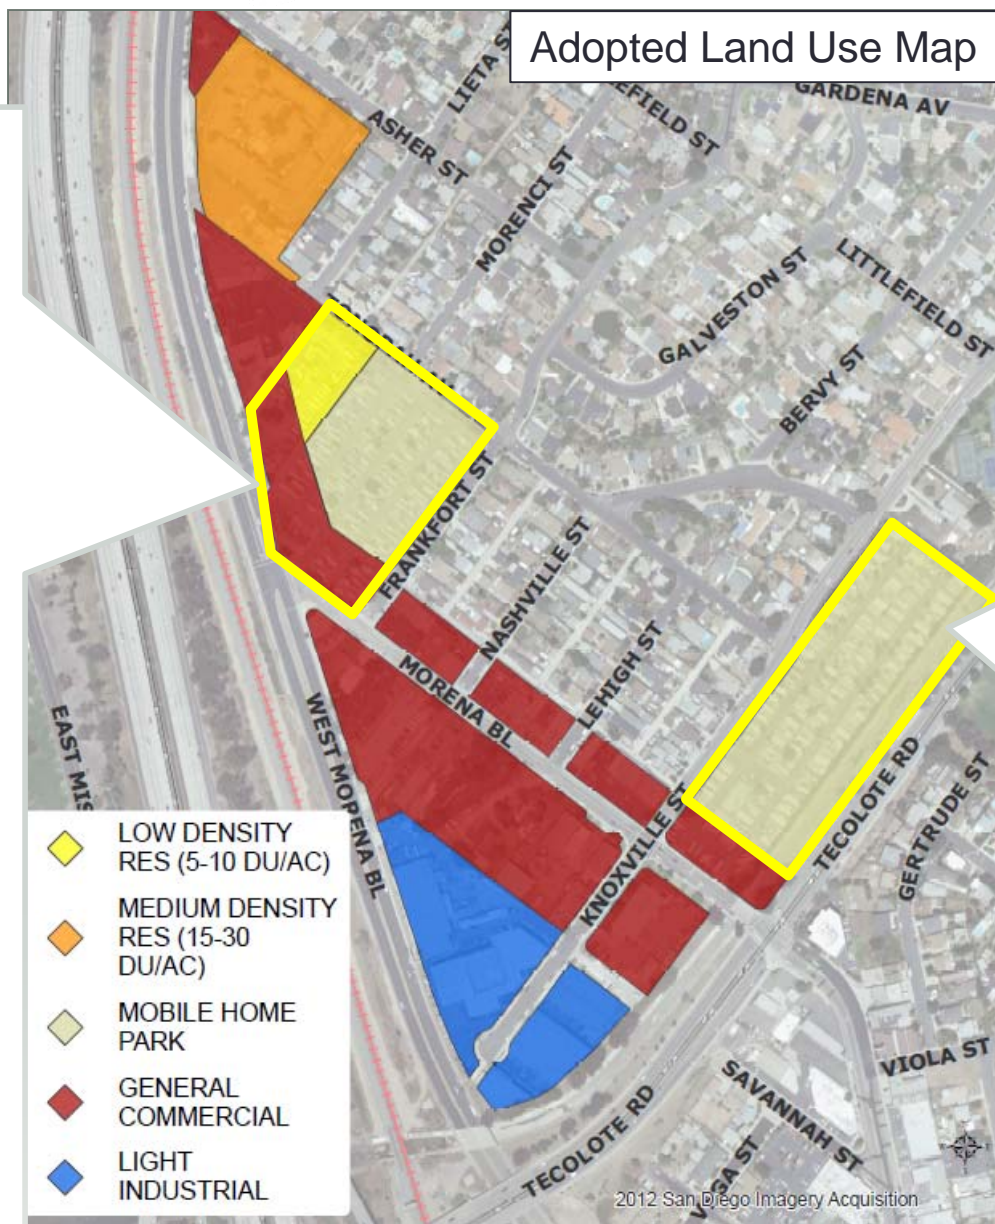 Adopted Land Use Map
LIETA ST
GARDENA AV
ASHER ST
MORENCI ST
GALVESTON ST
LITTLEFIELD ST
BERVY ST
FRANKFORT ST
NASHVILLE ST
LEHIGH ST
MORENA BL
WEST MORENA BL
KNOXVILLE ST
TECOLOTE RD
GERTRUDE ST
EAST MIS
LOW DENSITY
RES (5-10 DU/AC)
MEDIUM DENSITY
RES (15-30
DU/AC)
MOBILE HOME
PARK
GENERAL
COMMERCIAL
LIGHT
INDUSTRIAL
VIOLA ST
SAVANNAH ST
TECOLOTE RD
2012 San Diego Imagery Acquisition